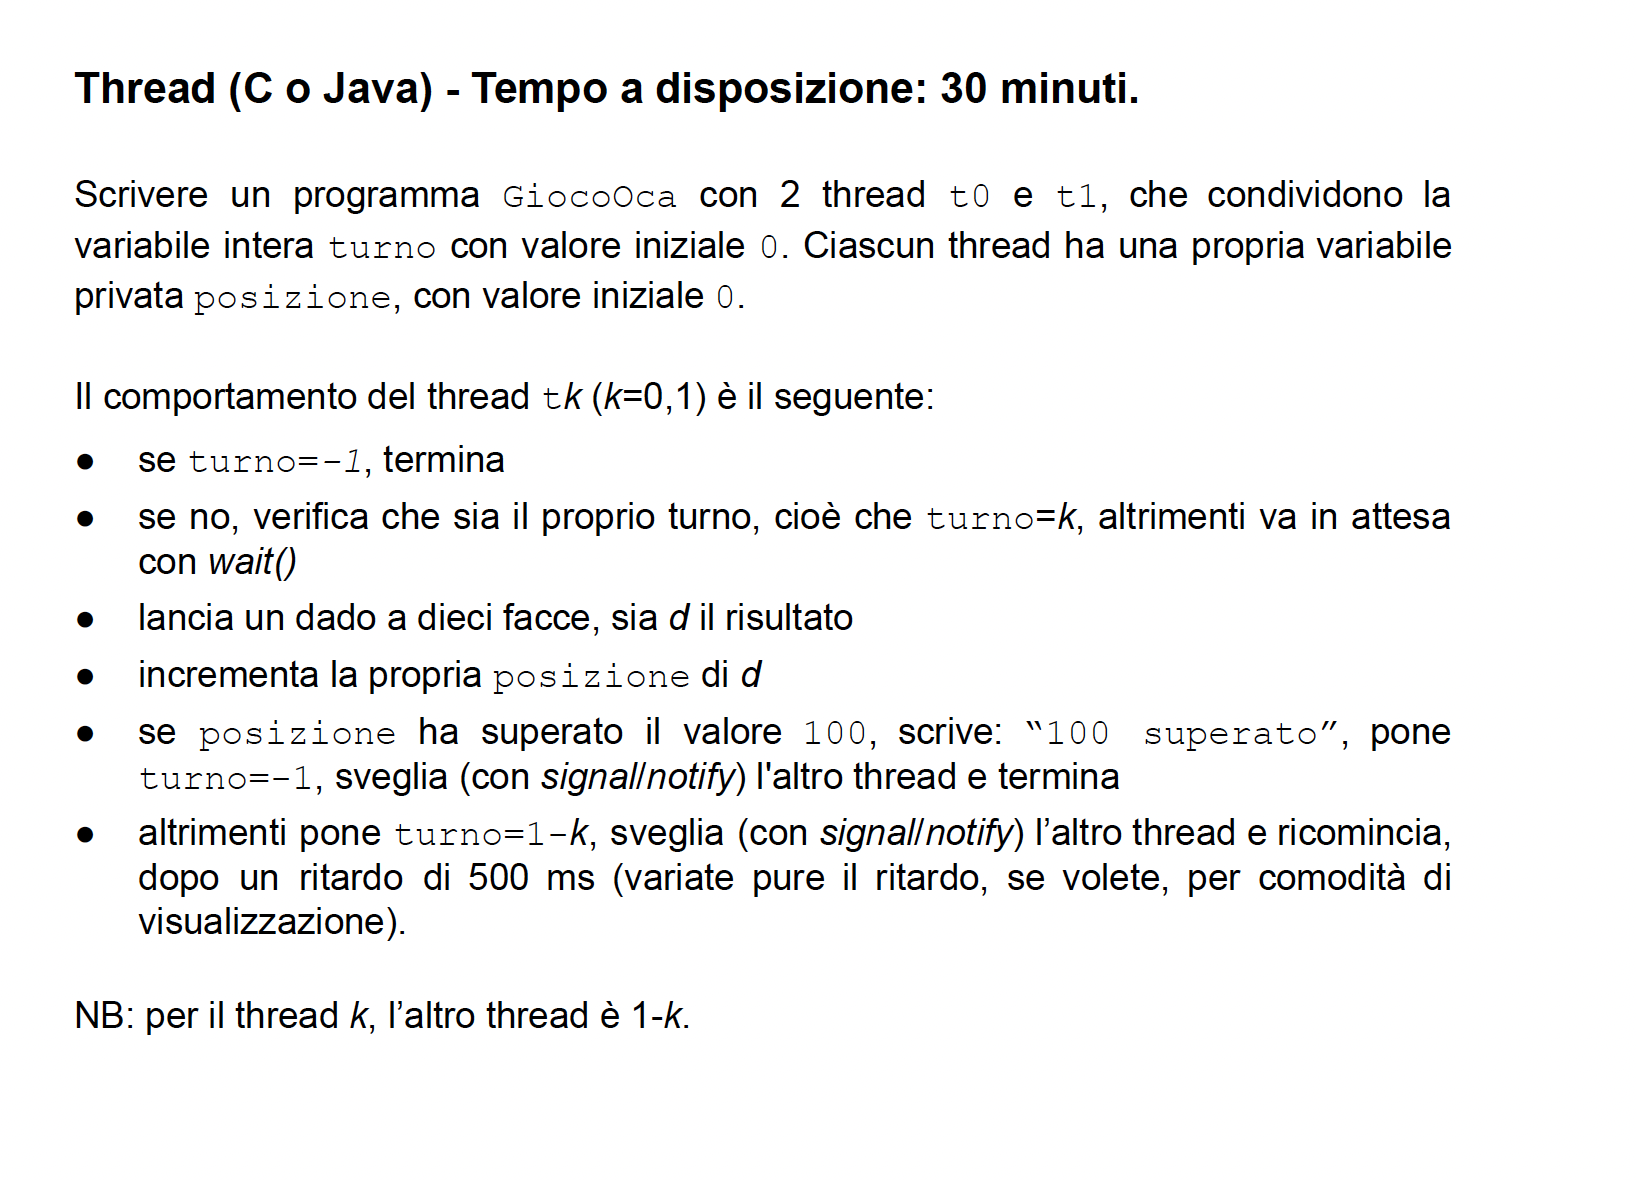 Thread (C o Java) - Tempo a disposizione: 30 minuti.
Scrivere un programma GiocoOca con 2 thread t0 e t1, che condividono la
variabile intera turno con valore iniziale 0. Ciascun thread ha una propria variabile
privata posizione, con valore iniziale 0.
Il comportamento del thread tk (k=0,1) è il seguente:
● se turno=-1, termina
● se no, verifica che sia il proprio turno, cioè che turno=k, altrimenti va in attesa
con wait()
● lancia un dado a dieci facce, sia d il risultato
● incrementa la propria posizione di d
● se posizione ha superato il valore 100, scrive: “100 superato”, pone
turno=-1, sveglia (con signal/notify) l'altro thread e termina
● altrimenti pone turno=1-k, sveglia (con signal/notify) l’altro thread e ricomincia,
dopo un ritardo di 500 ms (variate pure il ritardo, se volete, per comodità di
visualizzazione).
NB: per il thread k, l’altro thread è 1-k.